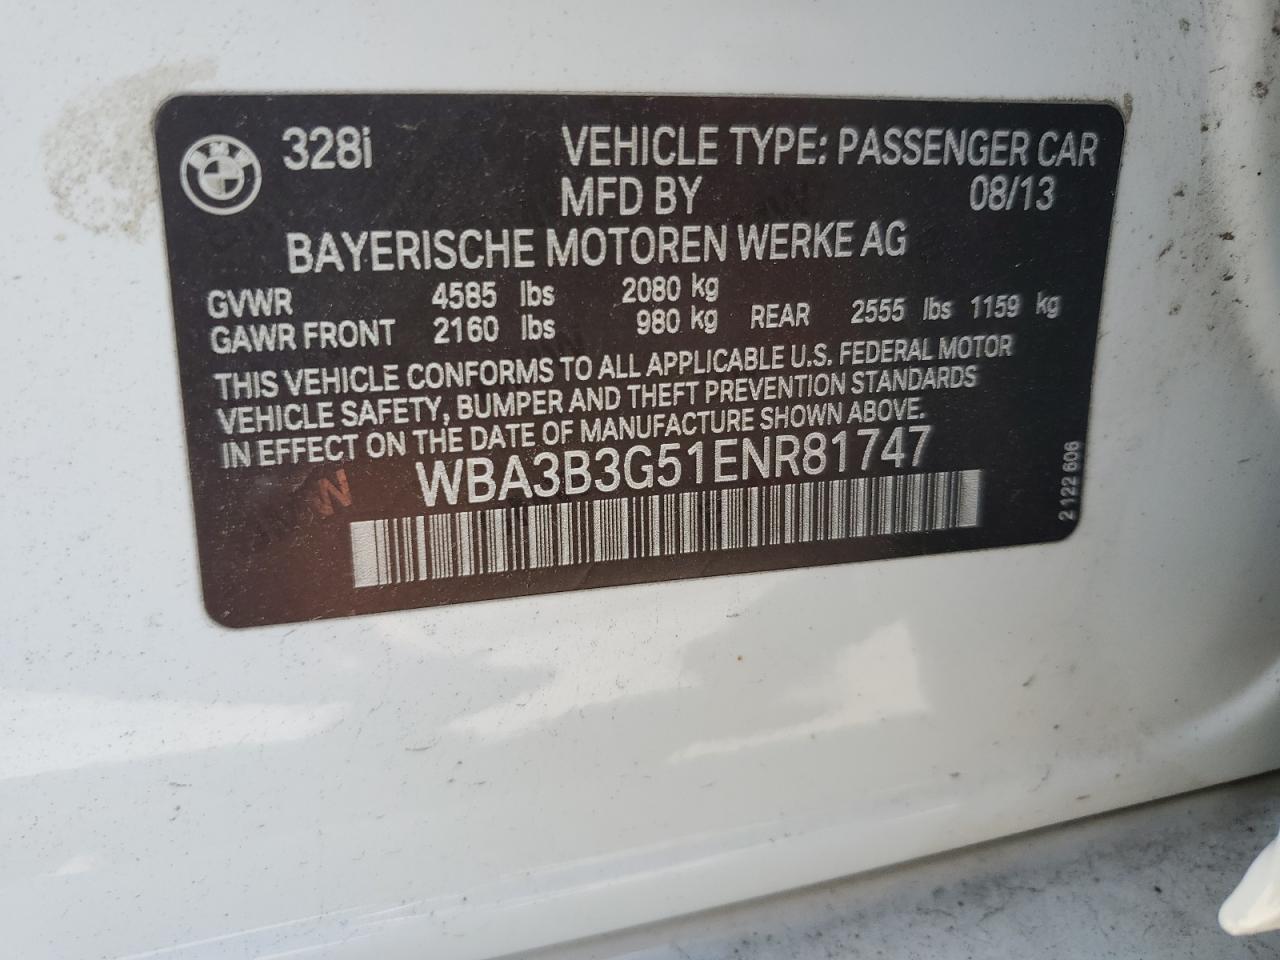 328i VEHICLE TYPE: PASSENGER CAR
MFD BY 08/13
BAYERISCHE MOTOREN WERKE AG
GVWR 4585 lbs 2080 kg
GAWR FRONT 2160 lbs 980 kg REAR 2555 lbs 1159 kg
THIS VEHICLE CONFORMS TO ALL APPLICABLE U.S. FEDERAL MOTOR
VEHICLE SAFETY, BUMPER AND THEFT PREVENTION STANDARDS
IN EFFECT ON THE DATE OF MANUFACTURE SHOWN ABOVE.
WBA3B3G51ENR81747
2 122 606
BMW